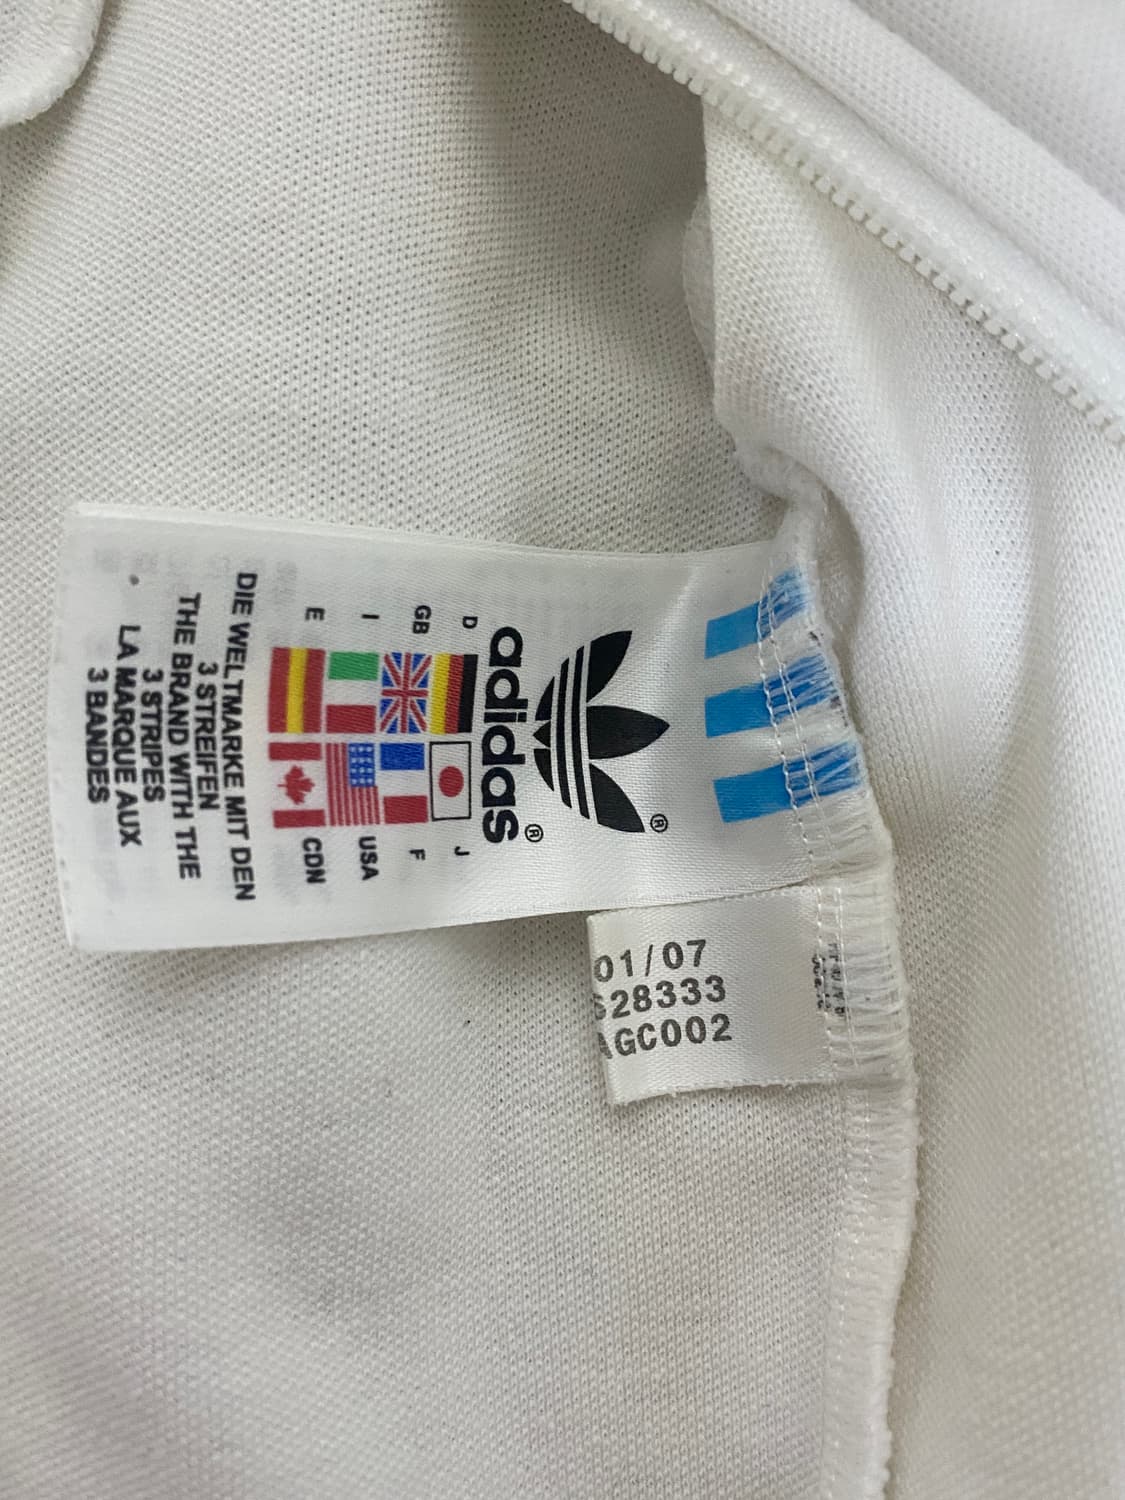 ®
adidas®
D J
GB F
I USA
E CDN
DIE WELTMARKE MIT DEN
3 STREIFEN
THE BRAND WITH THE
3 STRIPES
LA MARQUE AUX
3 BANDES
01/07
S28333
AGC002